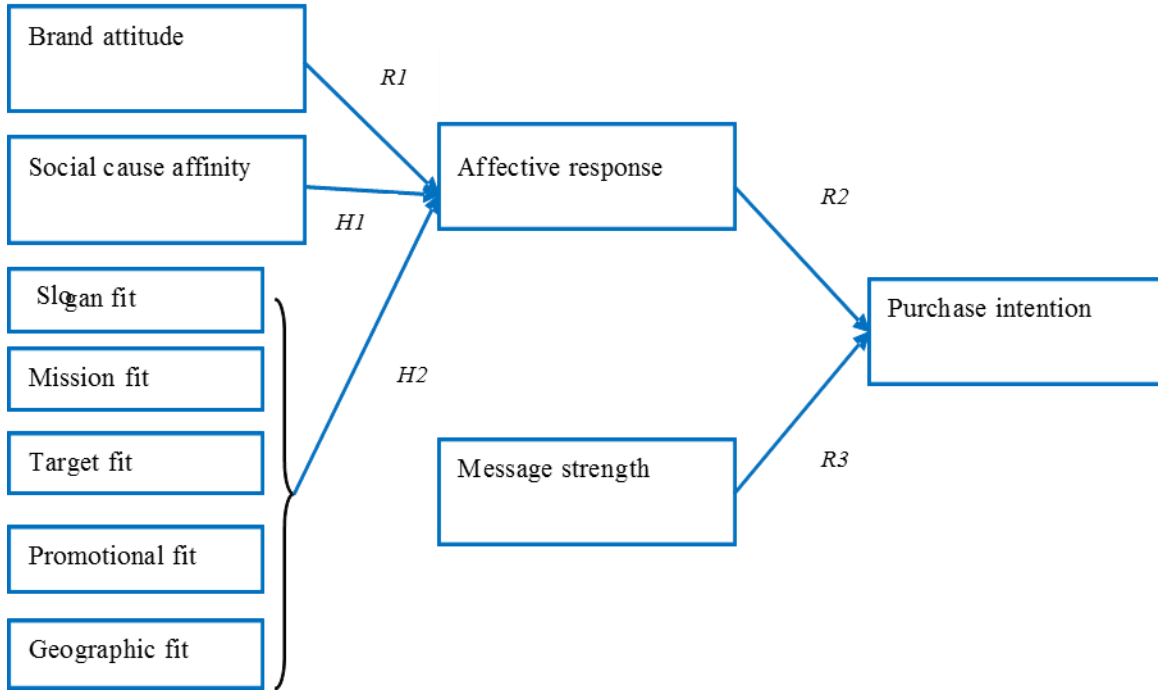 Brand attitude
R1
Social cause affinity
Affective response
R2
H1
Slogan fit
Purchase intention
Mission fit
H2
Target fit
Message strength
R3
Promotional fit
Geographic fit